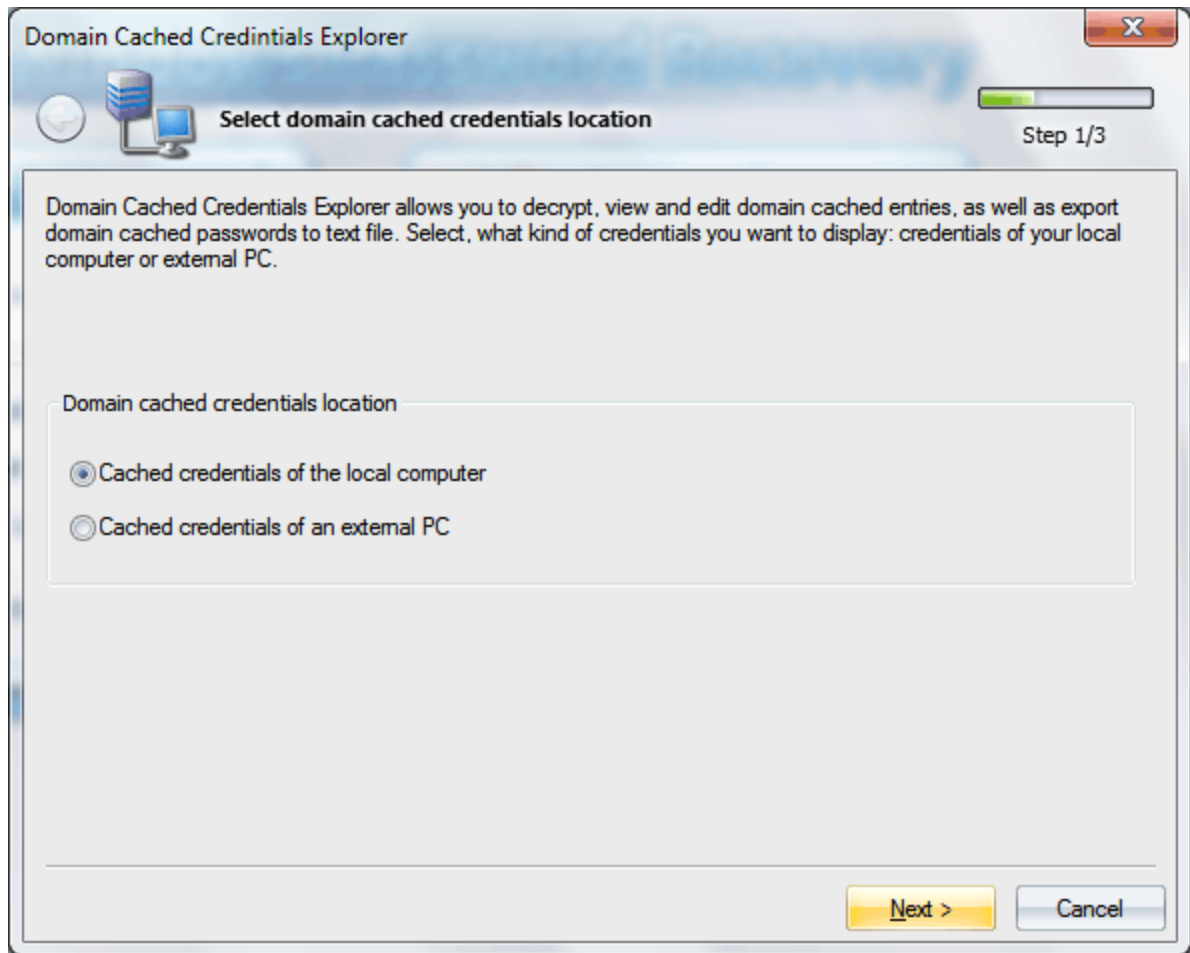 Domain Cached Credintials Explorer
Select domain cached credentials location
Step 1/3
Domain Cached Credentials Explorer allows you to decrypt, view and edit domain cached entries, as well as export
domain cached passwords to text file. Select, what kind of credentials you want to display: credentials of your local
computer or external PC.
Domain cached credentials location
Cached credentials of the local computer
Cached credentials of an external PC
Next >
Cancel